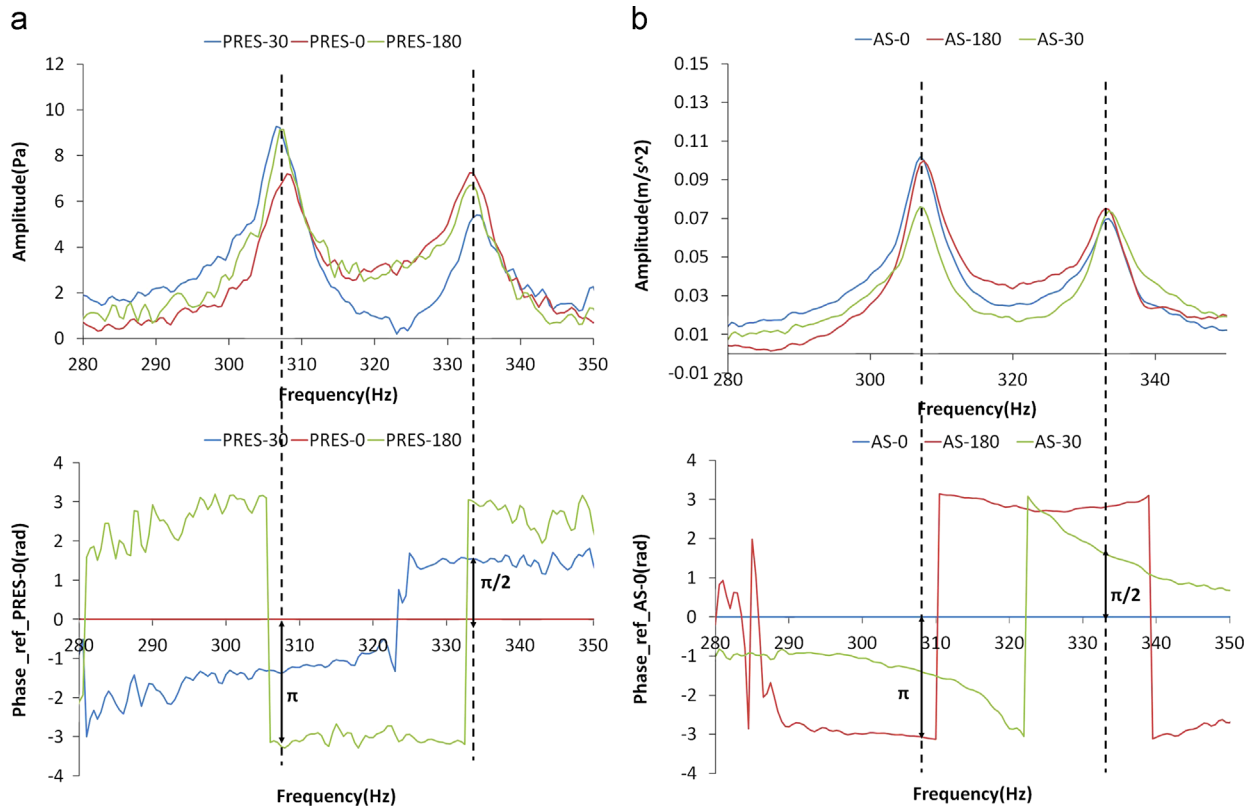 a
PRES-30 PRES-0 PRES-180
12
10
8
6
4
2
0
280 290 300 310 320 330 340 350
Amplitude(Pa)
Frequency(Hz)
PRES-30 PRES-0 PRES-180
4
3
2
1
0
-1
-2
-3
-4
280 290 300 310 320 330 340 350
Phase_ref_PRES-0(rad)
π
π/2
Frequency(Hz)
b
AS-0 AS-180 AS-30
0.15
0.13
0.11
0.09
0.07
0.05
0.03
0.01
-0.01
280 300 320 340
Amplitude(m/s^2)
Frequency(Hz)
AS-0 AS-180 AS-30
4
3
2
1
0
-1
-2
-3
-4
280 290 300 310 320 330 340 350
Phase_ref_AS-0(rad)
π
π/2
Frequency(Hz)